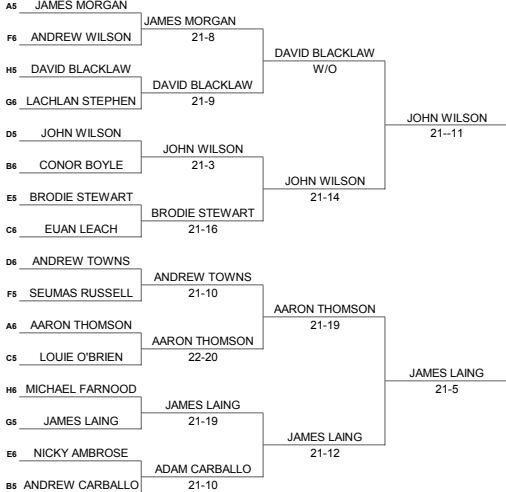 A5 JAMES MORGAN
JAMES MORGAN
F6 ANDREW WILSON
21-8
DAVID BLACKLAW
W/O
H5 DAVID BLACKLAW
DAVID BLACKLAW
G6 LACHLAN STEPHEN
21-9
JOHN WILSON
21--11
D5 JOHN WILSON
JOHN WILSON
B6 CONOR BOYLE
21-3
JOHN WILSON
21-14
E5 BRODIE STEWART
BRODIE STEWART
C6 EUAN LEACH
21-16
D6 ANDREW TOWNS
ANDREW TOWNS
F5 SEUMAS RUSSELL
21-10
AARON THOMSON
21-19
A6 AARON THOMSON
AARON THOMSON
C5 LOUIE O'BRIEN
22-20
JAMES LAING
21-5
H6 MICHAEL FARNOOD
JAMES LAING
G5 JAMES LAING
21-19
JAMES LAING
21-12
E6 NICKY AMBROSE
ADAM CARBALLO
B5 ANDREW CARBALLO
21-10